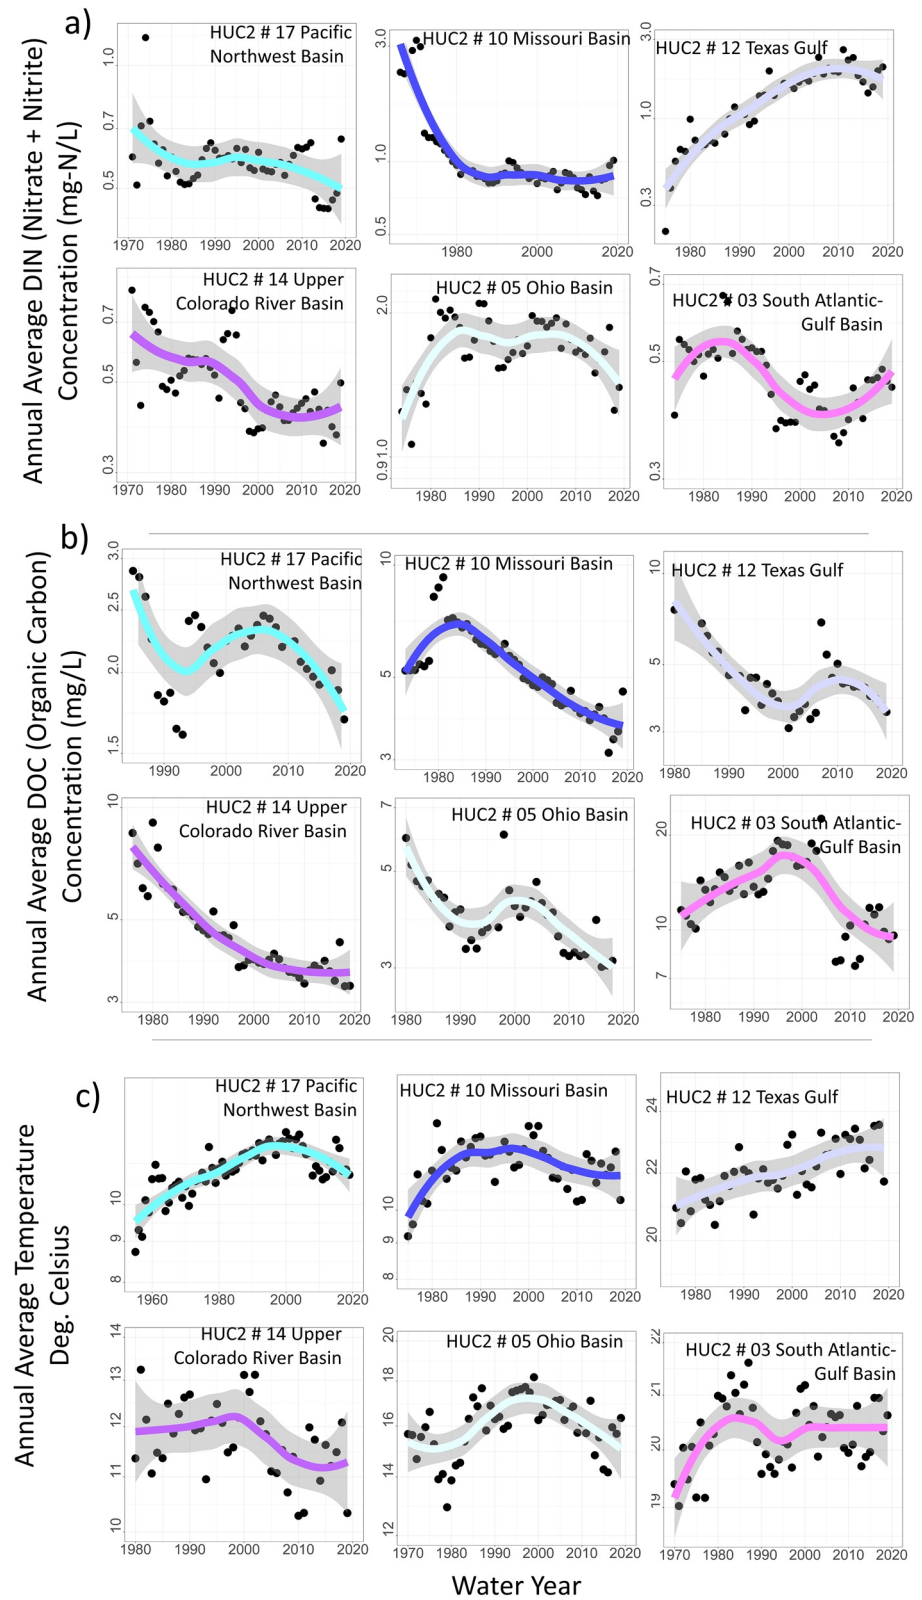 a)
Annual Average DIN (Nitrate + Nitrite)
Concentration (mg-N/L)
HUC2 # 17 Pacific
Northwest Basin
1.0
0.7
0.5
1970 1980 1990 2000 2010 2020
HUC2 # 10 Missouri Basin
3.0
1.0
0.5
1980 2000 2020
HUC2 # 12 Texas Gulf
3.0
1.0
0.3
1980 1990 2000 2010 2020
HUC2 # 14 Upper
Colorado River Basin
0.7
0.5
0.3
1970 1980 1990 2000 2010 2020
HUC2 # 05 Ohio Basin
2.0
0.9 1.0
1980 1990 2000 2010 2020
HUC2 # 03 South Atlantic-
Gulf Basin
0.7
0.5
0.3
1980 1990 2000 2010 2020
b)
Annual Average DOC (Organic Carbon)
Concentration (mg/L)
HUC2 # 17 Pacific
Northwest Basin
3.0
2.5
2.0
1.5
1990 2000 2010 2020
HUC2 # 10 Missouri Basin
10
5
3
1980 1990 2000 2010 2020
HUC2 # 12 Texas Gulf
10
5
3
1980 1990 2000 2010 2020
HUC2 # 14 Upper
Colorado River Basin
10
5
3
1980 1990 2000 2010 2020
HUC2 # 05 Ohio Basin
7
5
3
1980 1990 2000 2010 2020
HUC2 # 03 South Atlantic-
Gulf Basin
20
10
7
1980 1990 2000 2010 2020
c)
Annual Average Temperature
Deg. Celsius
HUC2 # 17 Pacific
Northwest Basin
10
9
8
1960 1980 2000 2020
HUC2 # 10 Missouri Basin
10
9
8
1980 1990 2000 2010 2020
HUC2 # 12 Texas Gulf
24
22
20
1980 1990 2000 2010 2020
HUC2 # 14 Upper
Colorado River Basin
14
13
12
11
10
1980 1990 2000 2010 2020
HUC2 # 05 Ohio Basin
20
18
16
14
12
1970 1980 1990 2000 2010 2020
HUC2 # 03 South Atlantic-
Gulf Basin
22
21
20
19
1970 1980 1990 2000 2010 2020
Water Year